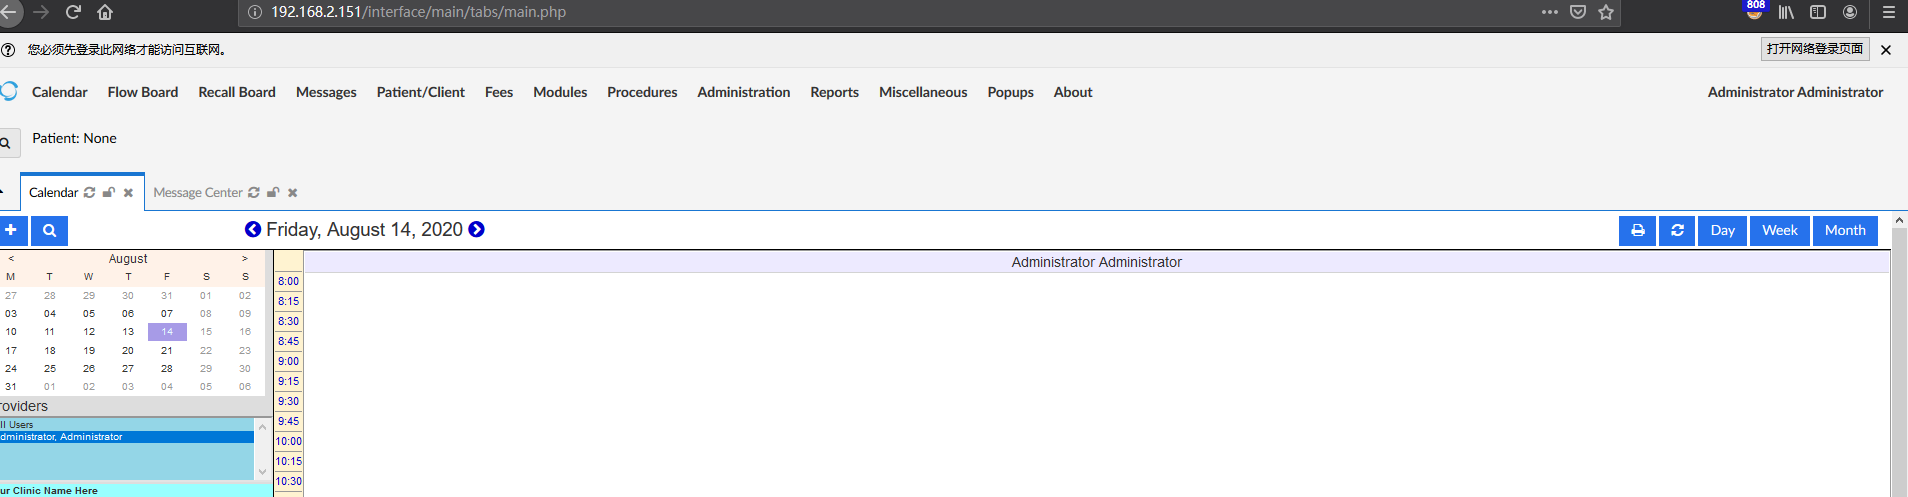 192.168.2.151/interface/main/tabs/main.php
808
您必须先登录此网络才能访问互联网。 打开网络登录页面
Calendar Flow Board Recall Board Messages Patient/Client Fees Modules Procedures Administration Reports Miscellaneous Popups About Administrator Administrator
Patient: None
Calendar Message Center
Friday, August 14, 2020 Day Week Month
< August >
M T W T F S S
27 28 29 30 31 01 02
03 04 05 06 07 08 09
10 11 12 13 14 15 16
17 18 19 20 21 22 23
24 25 26 27 28 29 30
31 01 02 03 04 05 06
roviders
ll Users
dministrator, Administrator
ur Clinic Name Here
Administrator Administrator
8:00
8:15
8:30
8:45
9:00
9:15
9:30
9:45
10:00
10:15
10:30